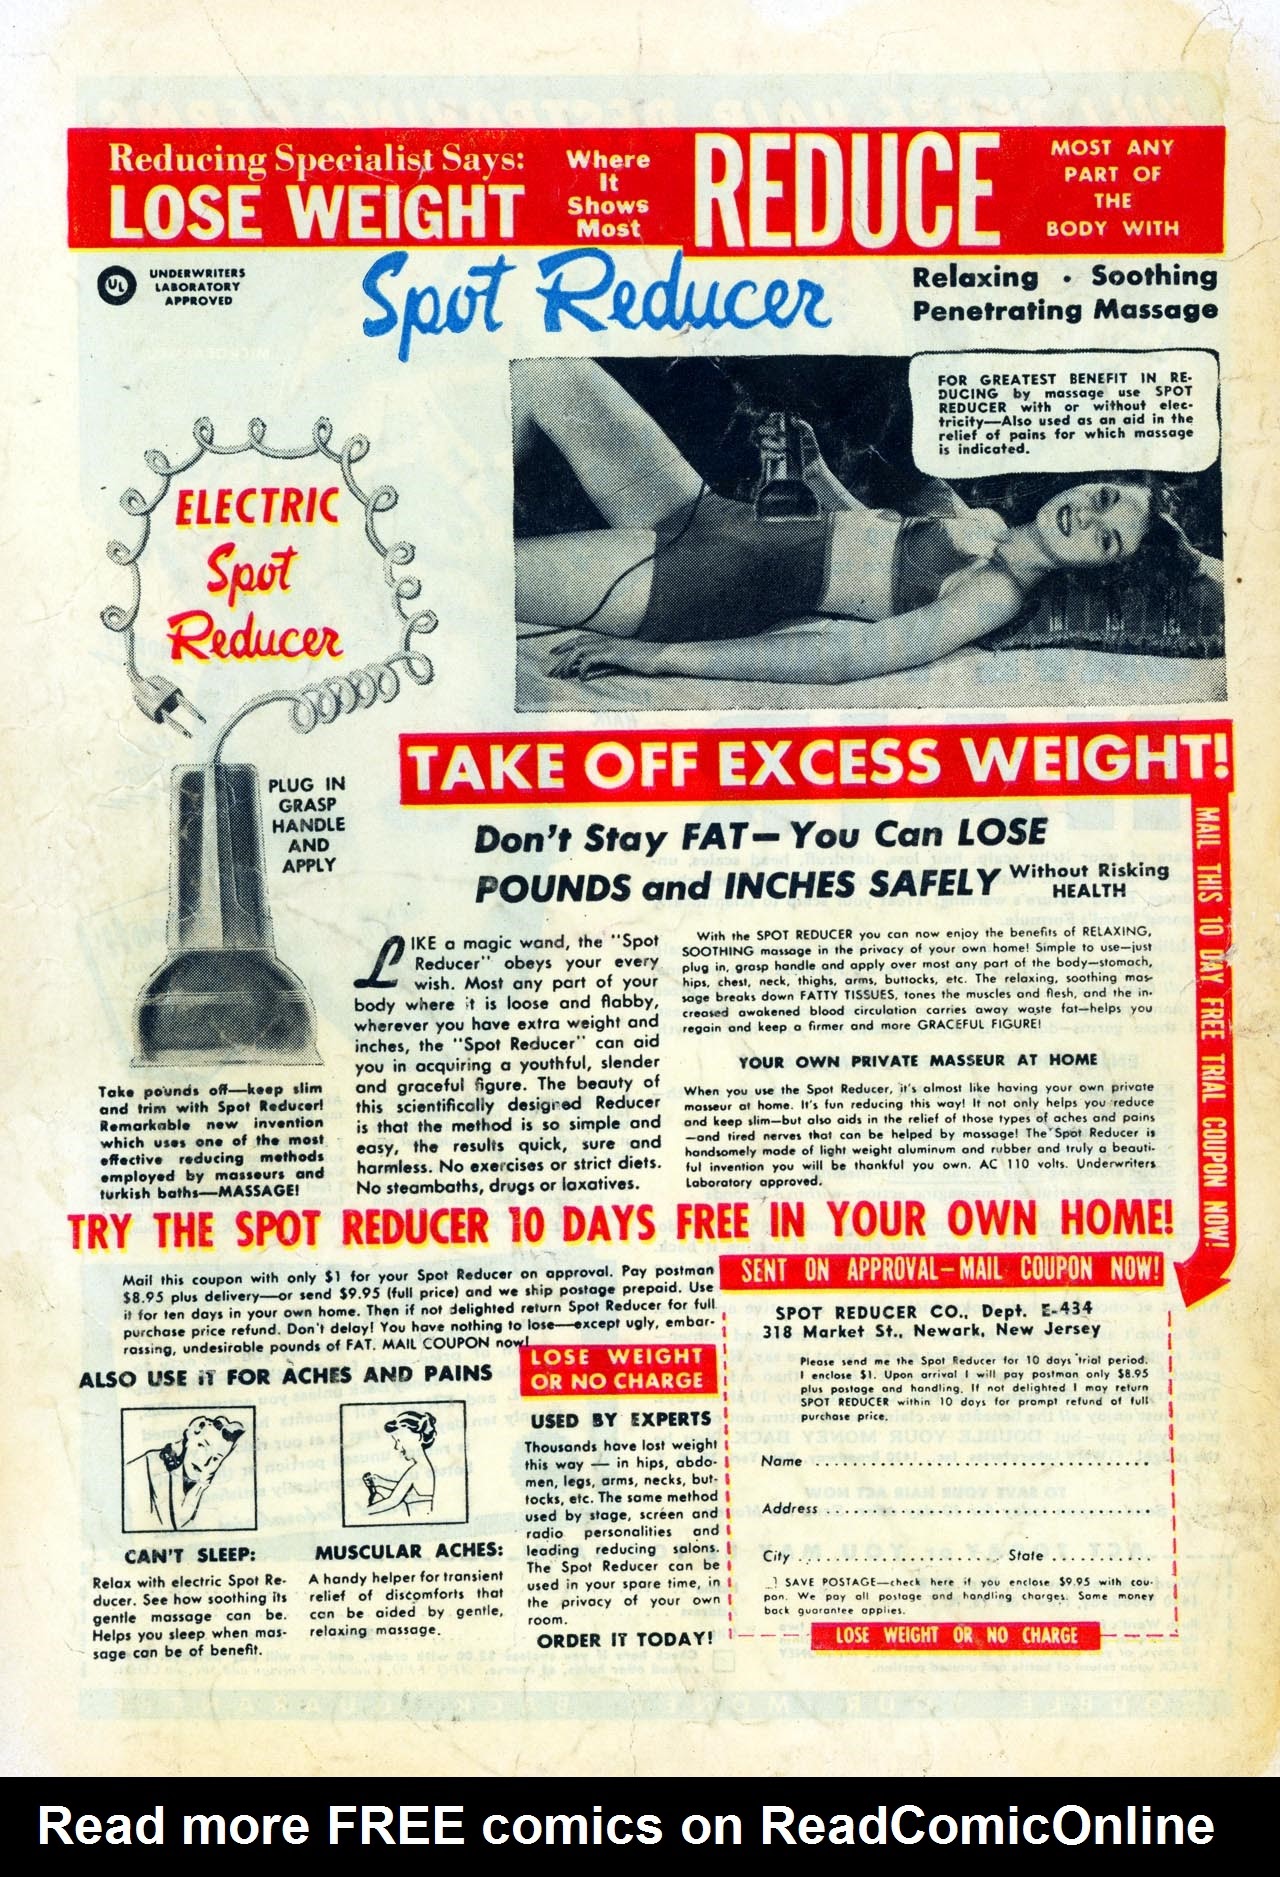 Reducing Specialist Says:
LOSE WEIGHT
Where
It
Shows
Most
REDUCE
MOST ANY
PART OF
THE
BODY WITH
UL
UNDERWRITERS
LABORATORY
APPROVED
Spot Reducer
Relaxing • Soothing
Penetrating Massage
FOR GREATEST BENEFIT IN RE-
DUCING by massage use SPOT
REDUCER with or without elec-
tricity—Also used as an aid in the
relief of pains for which massage
is indicated.
ELECTRIC
Spot
Reducer
PLUG IN
GRASP
HANDLE
AND
APPLY
Take pounds off—keep slim
and trim with Spot Reducer!
Remarkable new invention
which uses one of the most
effective reducing methods
employed by masseurs and
turkish baths—MASSAGE!
TAKE OFF EXCESS WEIGHT!
Don't Stay FAT—You Can LOSE
POUNDS and INCHES SAFELY Without Risking
HEALTH
LIKE a magic wand, the "Spot
Reducer" obeys your every
wish. Most any part of your
body where it is loose and flabby,
wherever you have extra weight and
inches, the "Spot Reducer" can aid
you in acquiring a youthful, slender
and graceful figure. The beauty of
this scientifically designed Reducer
is that the method is so simple and
easy, the results quick, sure and
harmless. No exercises or strict diets.
No steambaths, drugs or laxatives.
With the SPOT REDUCER you can now enjoy the benefits of RELAXING,
SOOTHING massage in the privacy of your own home! Simple to use—just
plug in, grasp handle and apply over most any part of the body—stomach,
hips, chest, neck, thighs, arms, buttocks, etc. The relaxing, soothing mas-
sage breaks down FATTY TISSUES, tones the muscles and flesh, and the in-
creased awakened blood circulation carries away waste fat—helps you
regain and keep a firmer and more GRACEFUL FIGURE!
YOUR OWN PRIVATE MASSEUR AT HOME
When you use the Spot Reducer, it's almost like having your own private
masseur at home. It's fun reducing this way! It not only helps you reduce
and keep slim—but also aids in the relief of those types of aches and pains
—and tired nerves that can be helped by massage! The Spot Reducer is
handsomely made of light weight aluminum and rubber and truly a beauti-
ful invention you will be thankful you own. AC 110 volts. Underwriters
Laboratory approved.
MAIL THIS 10 DAY FREE TRIAL COUPON NOW!
TRY THE SPOT REDUCER 10 DAYS FREE IN YOUR OWN HOME!
Mail this coupon with only $1 for your Spot Reducer on approval. Pay postman
$8.95 plus delivery—or send $9.95 (full price) and we ship postage prepaid. Use
it for ten days in your own home. Then if not delighted return Spot Reducer for full
purchase price refund. Don't delay! You have nothing to lose—except ugly, embar-
rassing, undesirable pounds of FAT. MAIL COUPON now!
ALSO USE IT FOR ACHES AND PAINS
CAN'T SLEEP:
Relax with electric Spot Re-
ducer. See how soothing its
gentle massage can be.
Helps you sleep when mas-
sage can be of benefit.
MUSCULAR ACHES:
A handy helper for transient
relief of discomforts that
can be aided by gentle,
relaxing massage.
LOSE WEIGHT
OR NO CHARGE
USED BY EXPERTS
Thousands have lost weight
this way — in hips, abdo-
men, legs, arms, necks, but-
tocks, etc. The same method
used by stage, screen and
radio personalities and
leading reducing salons.
The Spot Reducer can be
used in your spare time, in
the privacy of your own
room.
ORDER IT TODAY!
SENT ON APPROVAL—MAIL COUPON NOW!
SPOT REDUCER CO., Dept. E-434
318 Market St., Newark, New Jersey
Please send me the Spot Reducer for 10 days trial period.
I enclose $1. Upon arrival I will pay postman only $8.95
plus postage and handling. If not delighted I may return
SPOT REDUCER within 10 days for prompt refund of full
purchase price.
Name
Address
City State
SAVE POSTAGE—check here if you enclose $9.95 with cou-
pon. We pay all postage and handling charges. Same money
back guarantee applies.
LOSE WEIGHT OR NO CHARGE
Read more FREE comics on ReadComicOnline